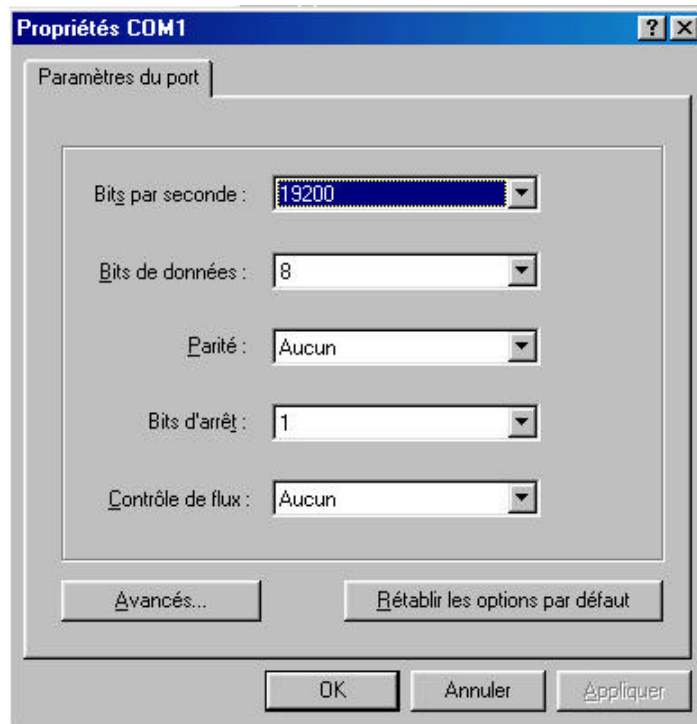 Propriétés COM1
Paramètres du port
Bits par seconde : 19200
Bits de données : 8
Parité : Aucun
Bits d'arrêt : 1
Contrôle de flux : Aucun
Avancés... Rétablir les options par défaut
OK Annuler Appliquer